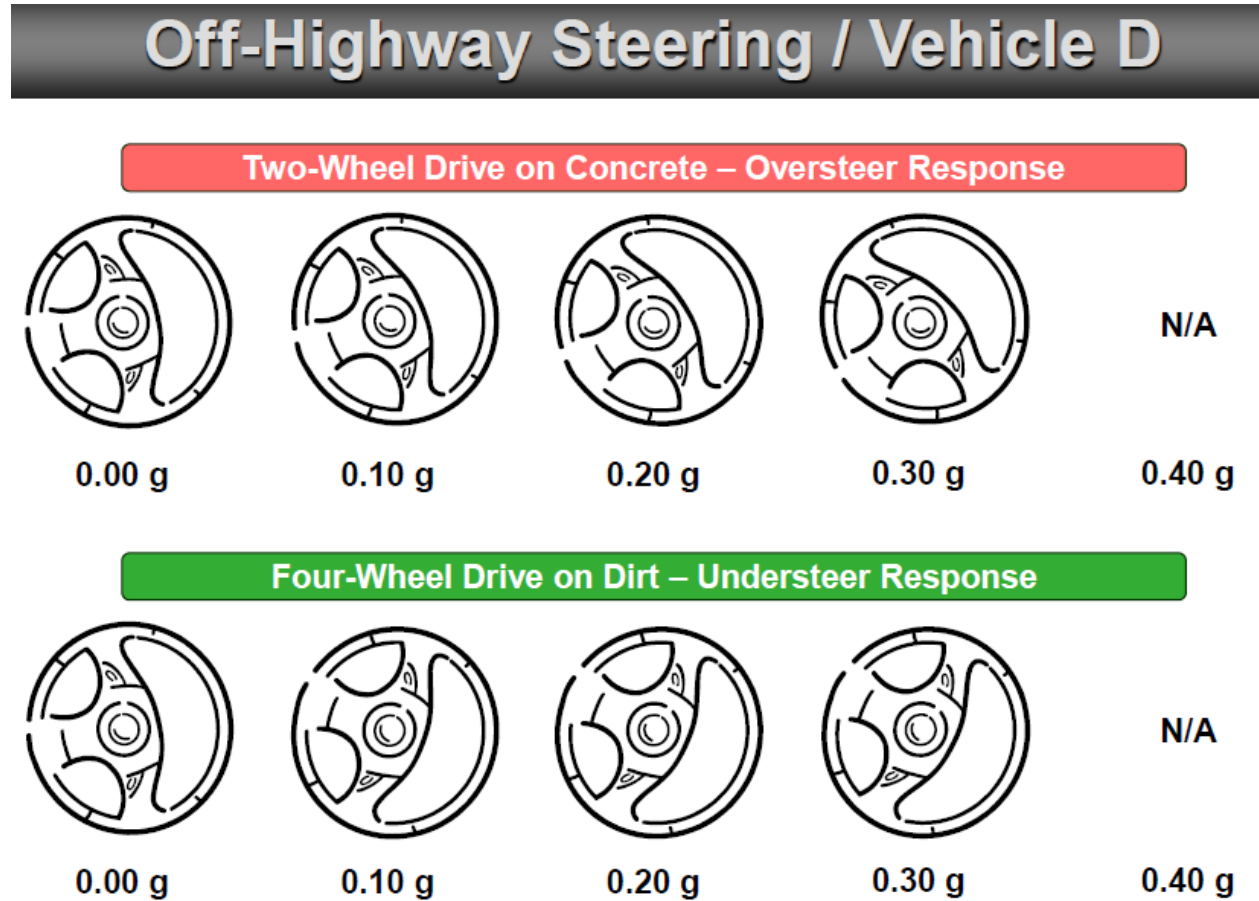 Off-Highway Steering / Vehicle D
Two-Wheel Drive on Concrete – Oversteer Response
N/A
0.00 g 0.10 g 0.20 g 0.30 g 0.40 g
Four-Wheel Drive on Dirt – Understeer Response
N/A
0.00 g 0.10 g 0.20 g 0.30 g 0.40 g